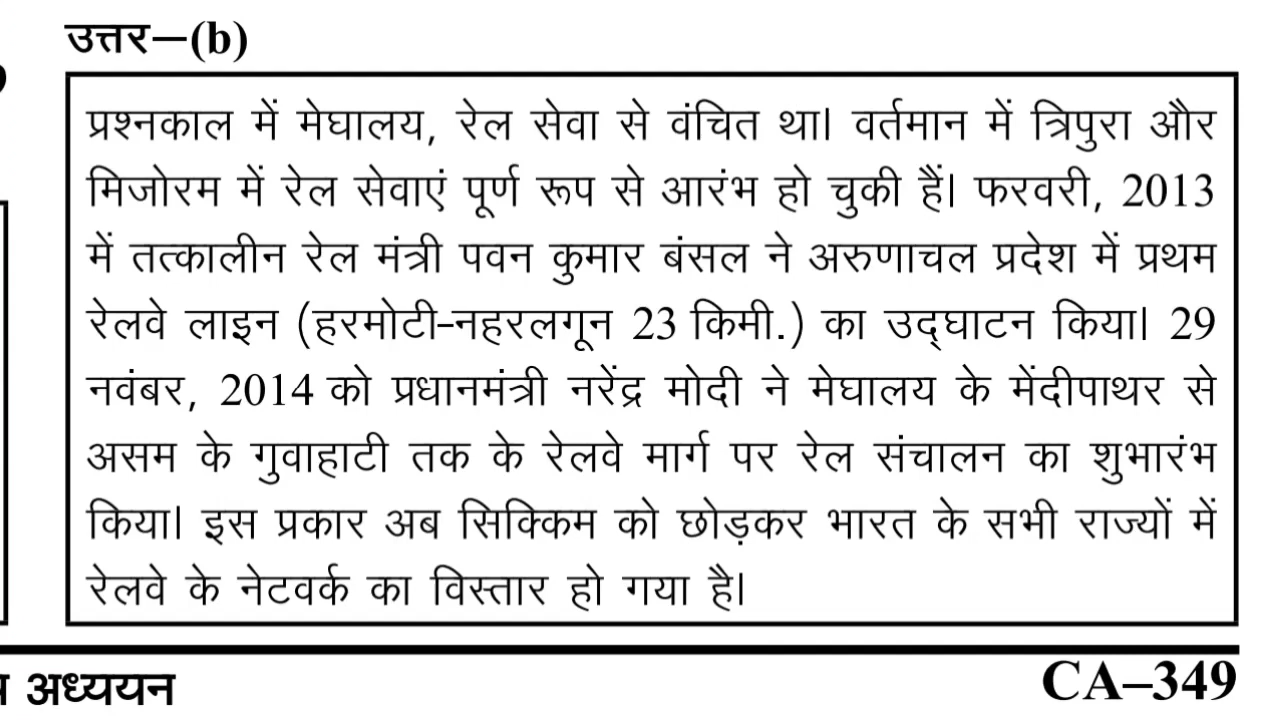 उत्तर—(b)
प्रश्नकाल में मेघालय, रेल सेवा से वंचित था। वर्तमान में त्रिपुरा और
मिजोरम में रेल सेवाएं पूर्ण रूप से आरंभ हो चुकी हैं। फरवरी, 2013
में तत्कालीन रेल मंत्री पवन कुमार बंसल ने अरुणाचल प्रदेश में प्रथम
रेलवे लाइन (हरमोटी-नहरलगून 23 किमी.) का उद्घाटन किया। 29
नवंबर, 2014 को प्रधानमंत्री नरेंद्र मोदी ने मेघालय के मेंदीपाथर से
असम के गुवाहाटी तक के रेलवे मार्ग पर रेल संचालन का शुभारंभ
किया। इस प्रकार अब सिक्किम को छोड़कर भारत के सभी राज्यों में
रेलवे के नेटवर्क का विस्तार हो गया है।
अध्ययन CA–349